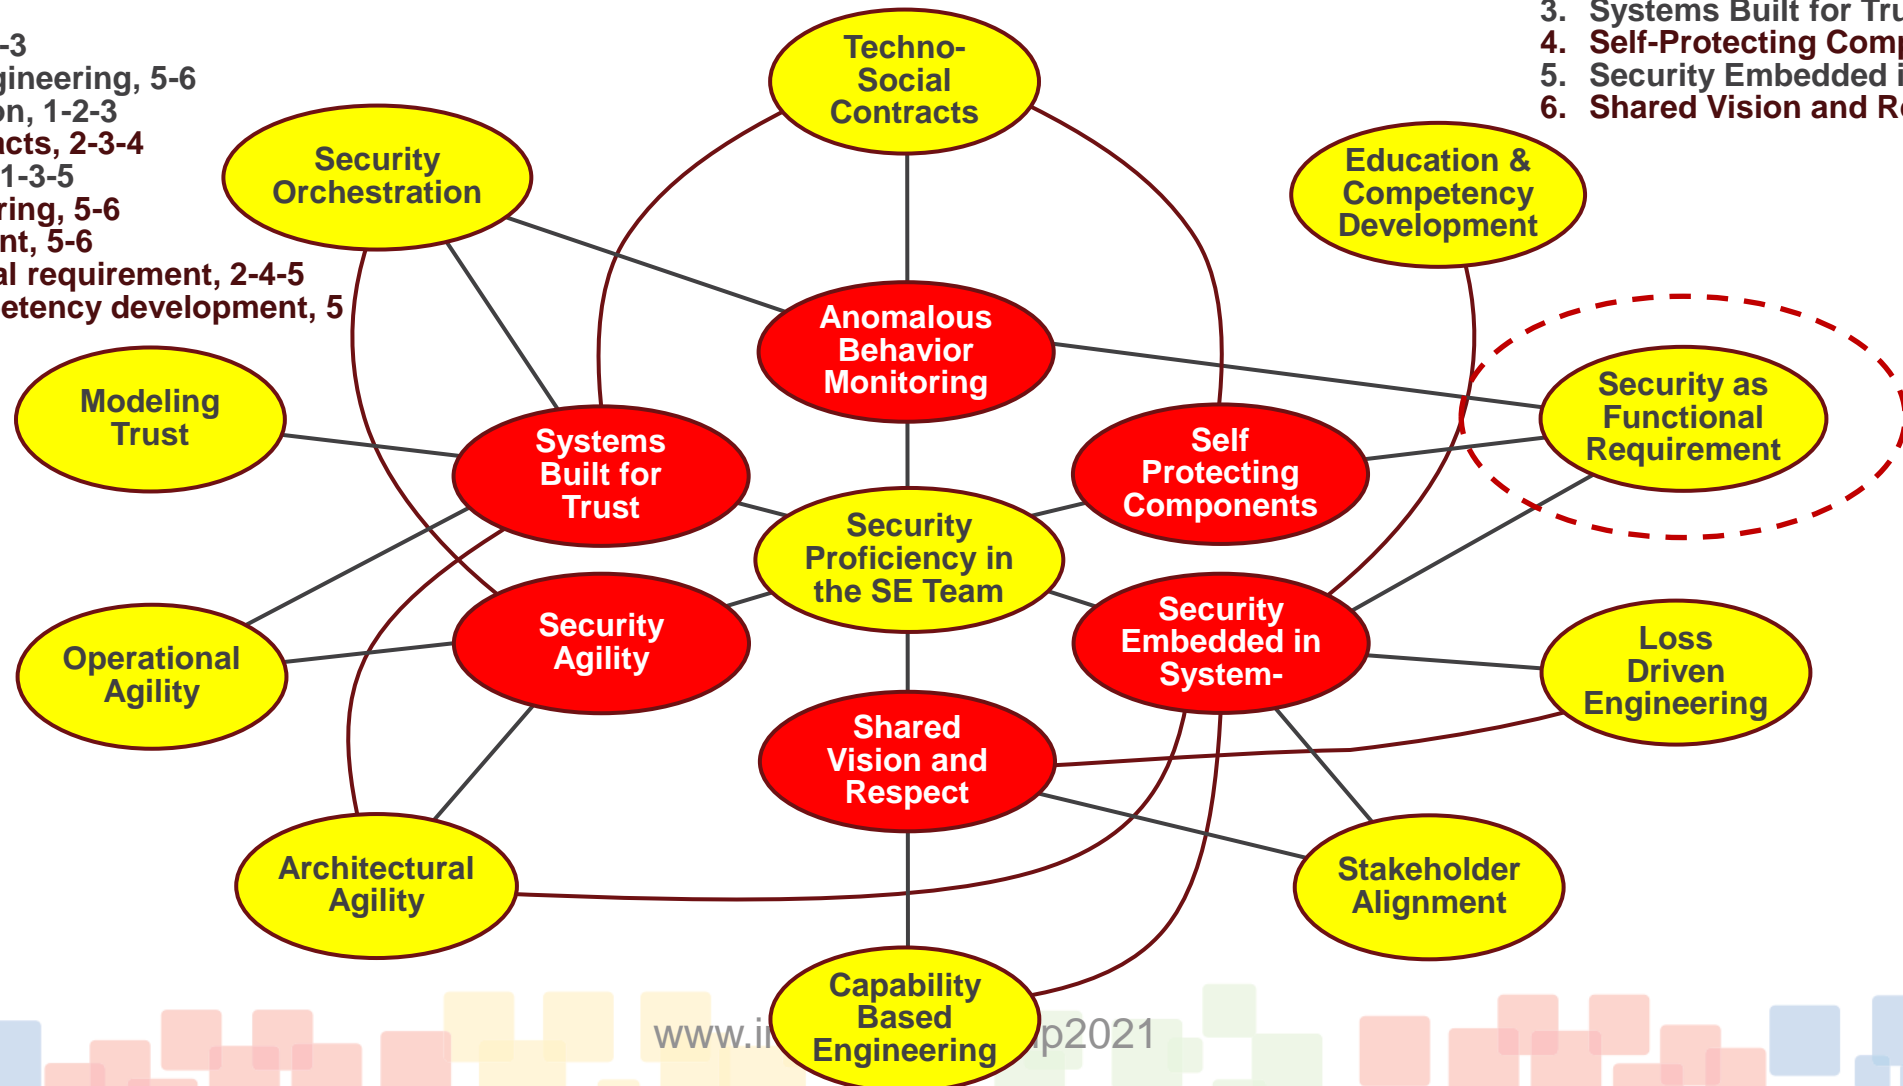 -3
gineering, 5-6
on, 1-2-3
acts, 2-3-4
1-3-5
ring, 5-6
nt, 5-6
al requirement, 2-4-5
petency development, 5
3. Systems Built for Tru
4. Self-Protecting Comp
5. Security Embedded i
6. Shared Vision and Re
Techno-
Social
Contracts
Security
Orchestration
Education &
Competency
Development
Anomalous
Behavior
Monitoring
Modeling
Trust
Systems
Built for
Trust
Self
Protecting
Components
Security as
Functional
Requirement
Security
Proficiency in
the SE Team
Operational
Agility
Security
Agility
Security
Embedded in
System-
Loss
Driven
Engineering
Shared
Vision and
Respect
Architectural
Agility
Stakeholder
Alignment
Capability
Based
Engineering
www.in
p2021